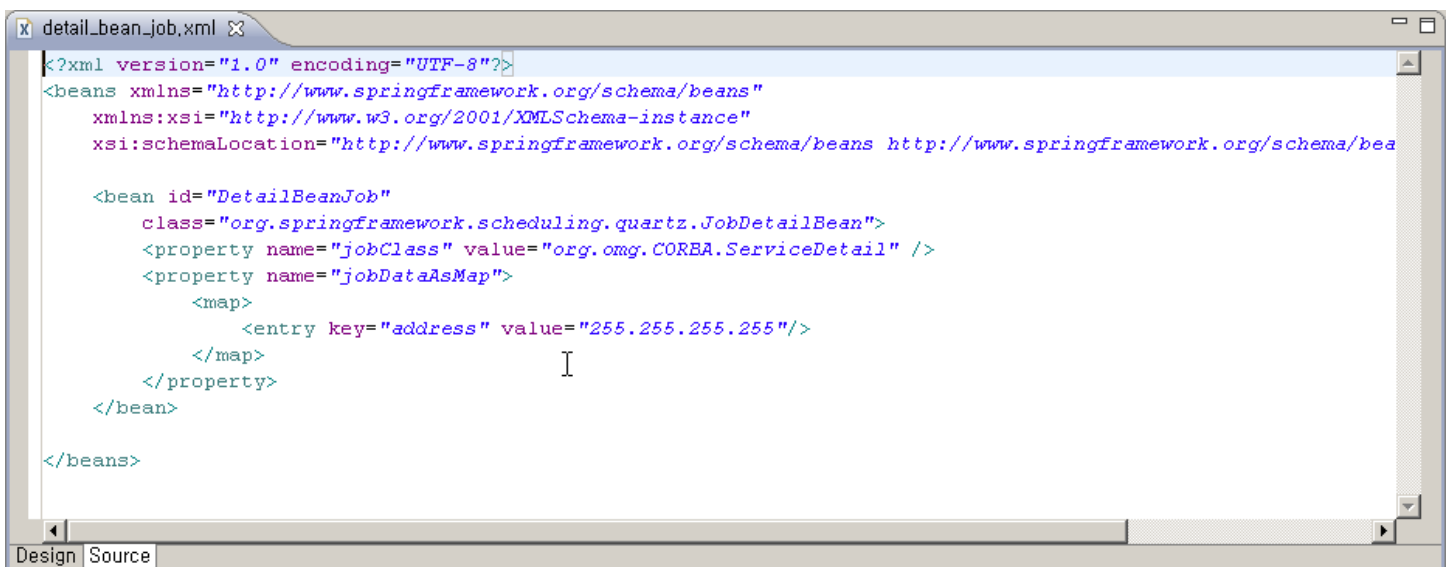 detail_bean_job.xml
<?xml version="1.0" encoding="UTF-8"?>
<beans xmlns="http://www.springframework.org/schema/beans"
xmlns:xsi="http://www.w3.org/2001/XMLSchema-instance"
xsi:schemaLocation="http://www.springframework.org/schema/beans http://www.springframework.org/schema/bea
<bean id="DetailBeanJob"
class="org.springframework.scheduling.quartz.JobDetailBean">
<property name="jobClass" value="org.omg.CORBA.ServiceDetail" />
<property name="jobDataAsMap">
<map>
<entry key="address" value="255.255.255.255"/>
</map>
</property>
</bean>
</beans>
Design Source